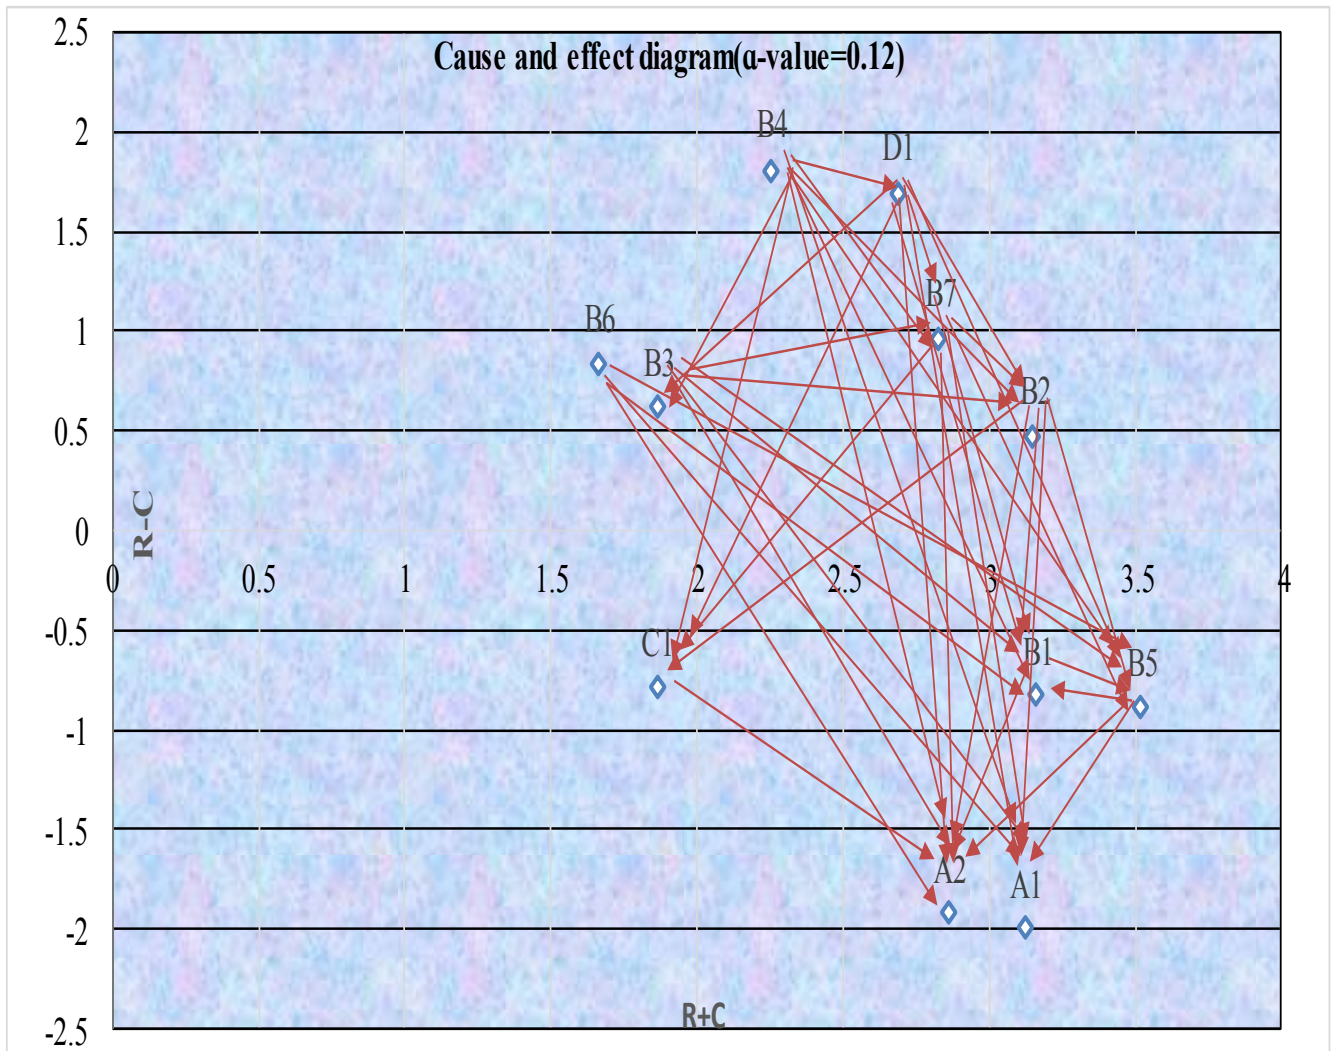 2.5
Cause and effect diagram(α-value=0.12)
2
B4
D1
1.5
B7
1
B6
B3
B2
0.5
R-C
0
0 0.5 1 1.5 2 2.5 3 3.5 4
-0.5
C1
B1
B5
-1
-1.5
A2
A1
-2
R+C
-2.5